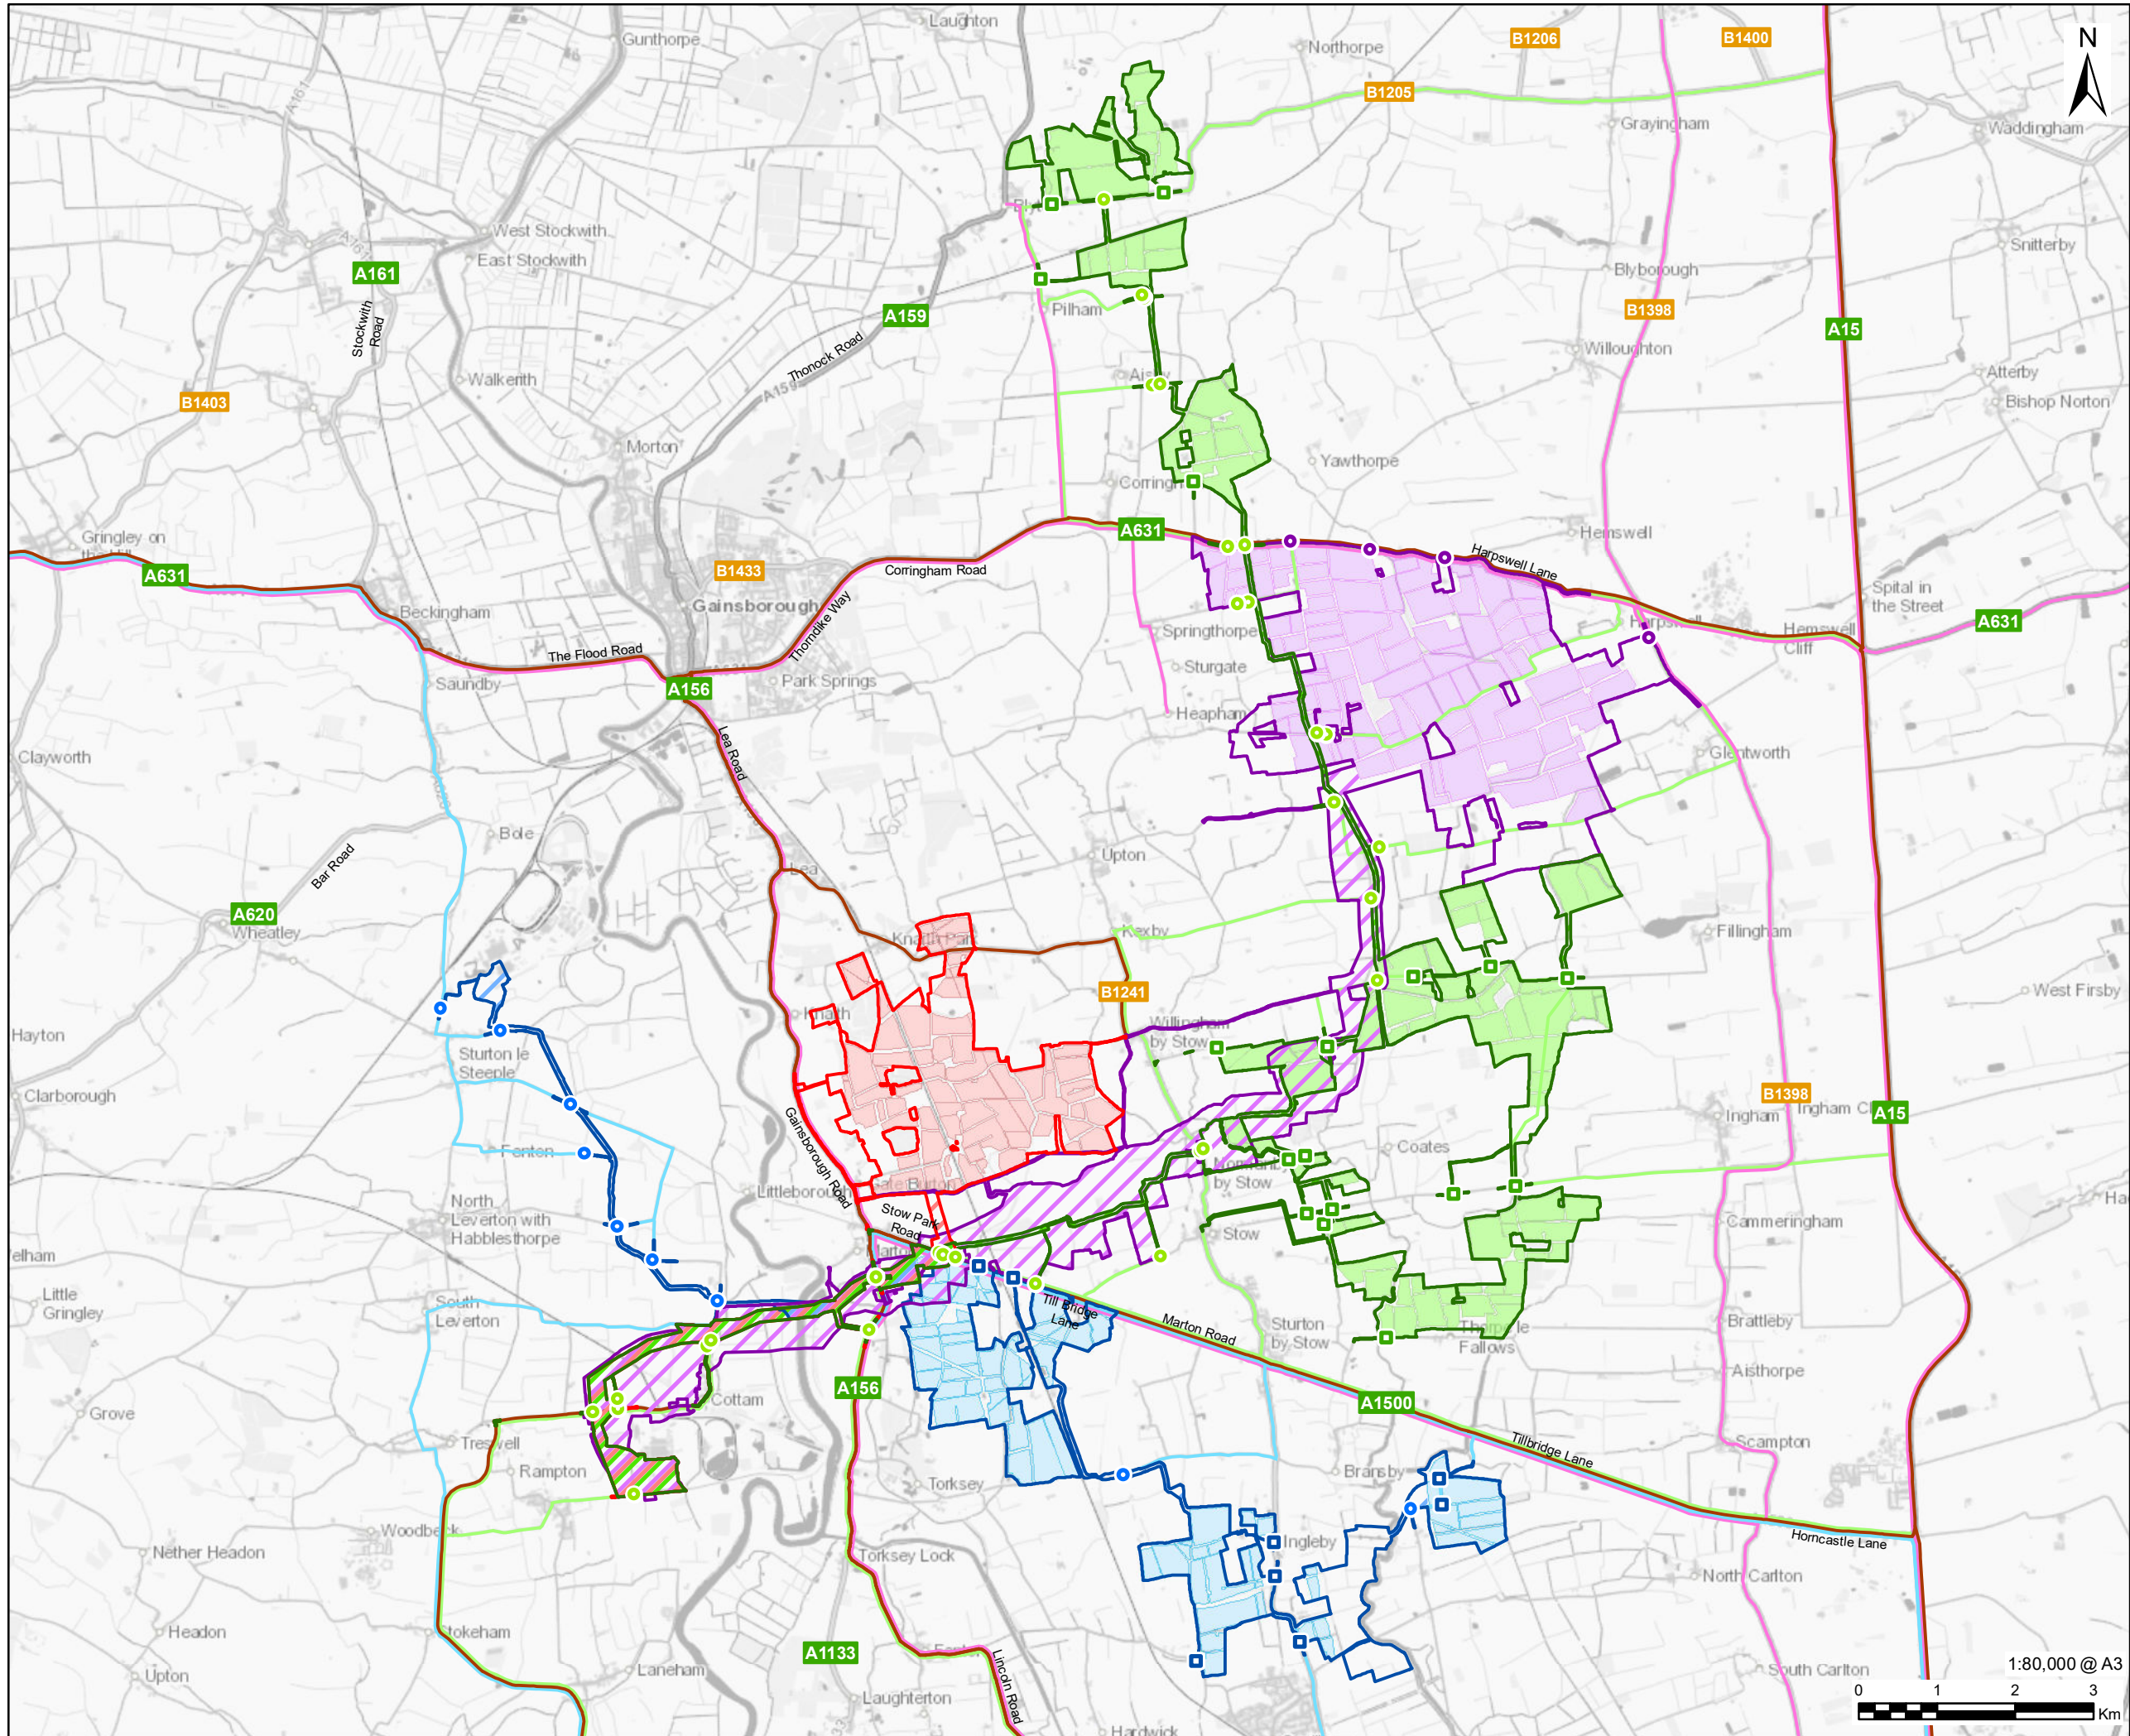 Laughton
Gunthorpe
Northorpe
B1206
B1400
N
B1205
A161
Grayingham
Waddingham
West Stockwith
East Stockwith
A161
Snitterby
Blyborough
Stockwith
Road
A159
Pilham
B1398
A15
Thonock Road
A159
Willoughton
Walkerith
Atterby
B1403
Bishop Norton
Morton
Yawthorpe
Gringley on
A631
Hemswell
Harpswell Lane
A631
B1433
Corringham Road
Spital in
the Street
Beckingham
Gainsborough
Thorndike Way
Springthorpe
A631
Hemswell
Cliff
The Flood Road
Sturgate
Saundby
A156
Park Springs
Heapham
Clayworth
Lea Road
Glentworth
Bole
Bar Road
Upton
Lea
A620
Wheatley
Kexby
Fillingham
B1241
West Firsby
Knaith
Hayton
Willingham
by Stow
Sturton le
Steeple
Clarborough
B1398
Ingham
A15
Gainsborough Road
Fenton
Coates
Littleborough
Gate Burton
by Stow
North
Leverton with
Habblesthorpe
Stow Park
Road
Stow
Cammeringham
Little
Gringley
South
Leverton
Till Bridge
Lane
Marton Road
Sturton
by Stow
Thorpe le
Fallows
Brattleby
Aisthorpe
Grove
Cottam
A156
A1500
Treswell
Tillbridge Lane
Scampton
Rampton
Torksey
Bransby
Woodbeck
Horncastle Lane
Nether Headon
Torksey Lock
Ingleby
North Carlton
Headon
Stokeham
A1133
Upton
Laneham
Lincoln Road
South Carlton
1:80,000 @ A3
Laughterton
0 1 2 3
Km
Hardwick